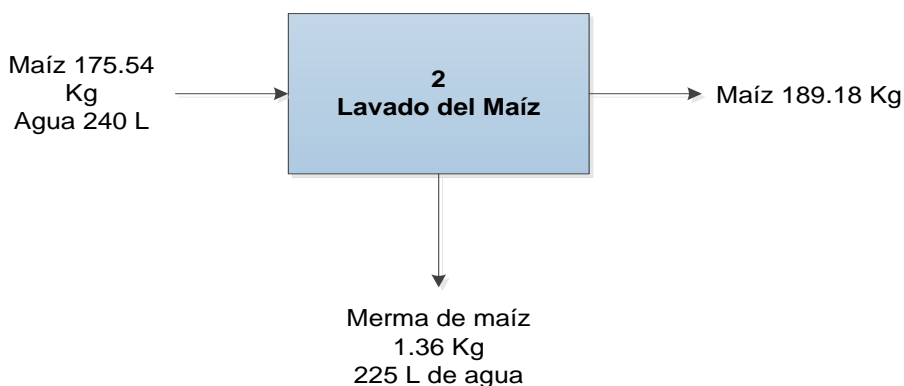 Maíz 175.54
Kg
Agua 240 L
2
Lavado del Maíz
Maíz 189.18 Kg
Merma de maíz
1.36 Kg
225 L de agua